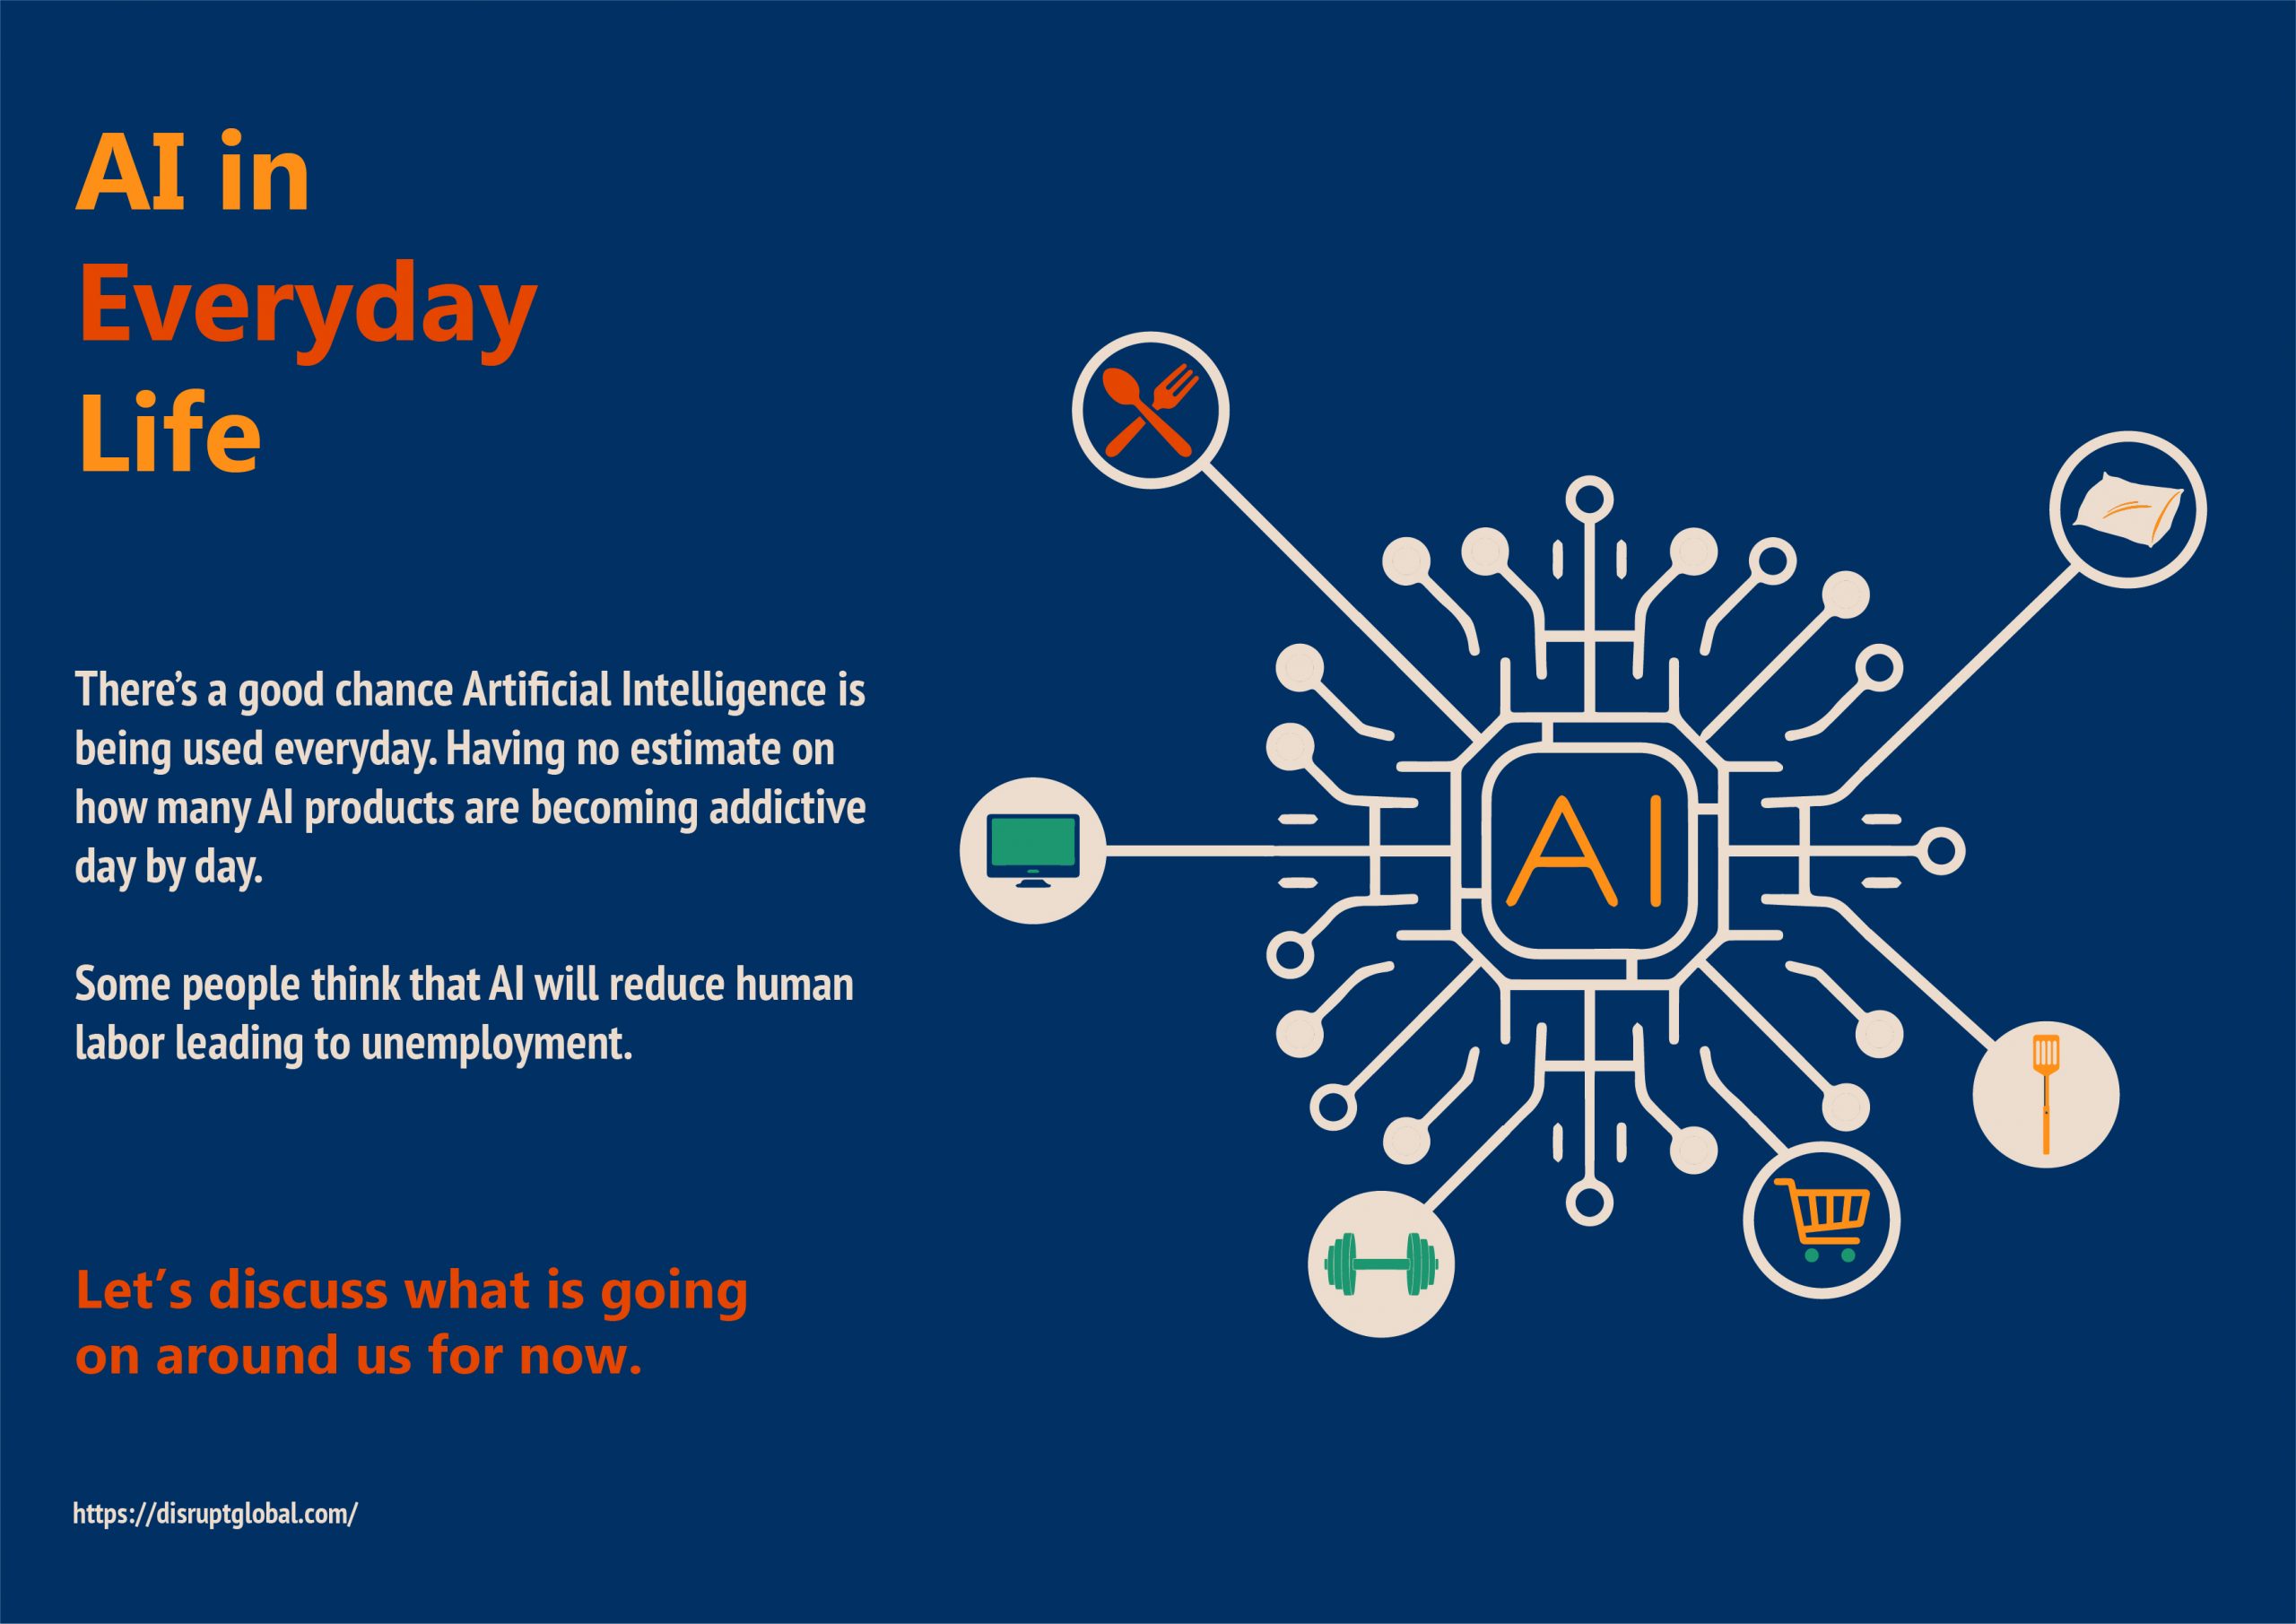 AI in
Everyday
Life
There’s a good chance Artificial Intelligence is
being used everyday. Having no estimate on
how many AI products are becoming addictive
day by day.
Some people think that AI will reduce human
labor leading to unemployment.
Let’s discuss what is going
on around us for now.
https://disruptglobal.com/
AI